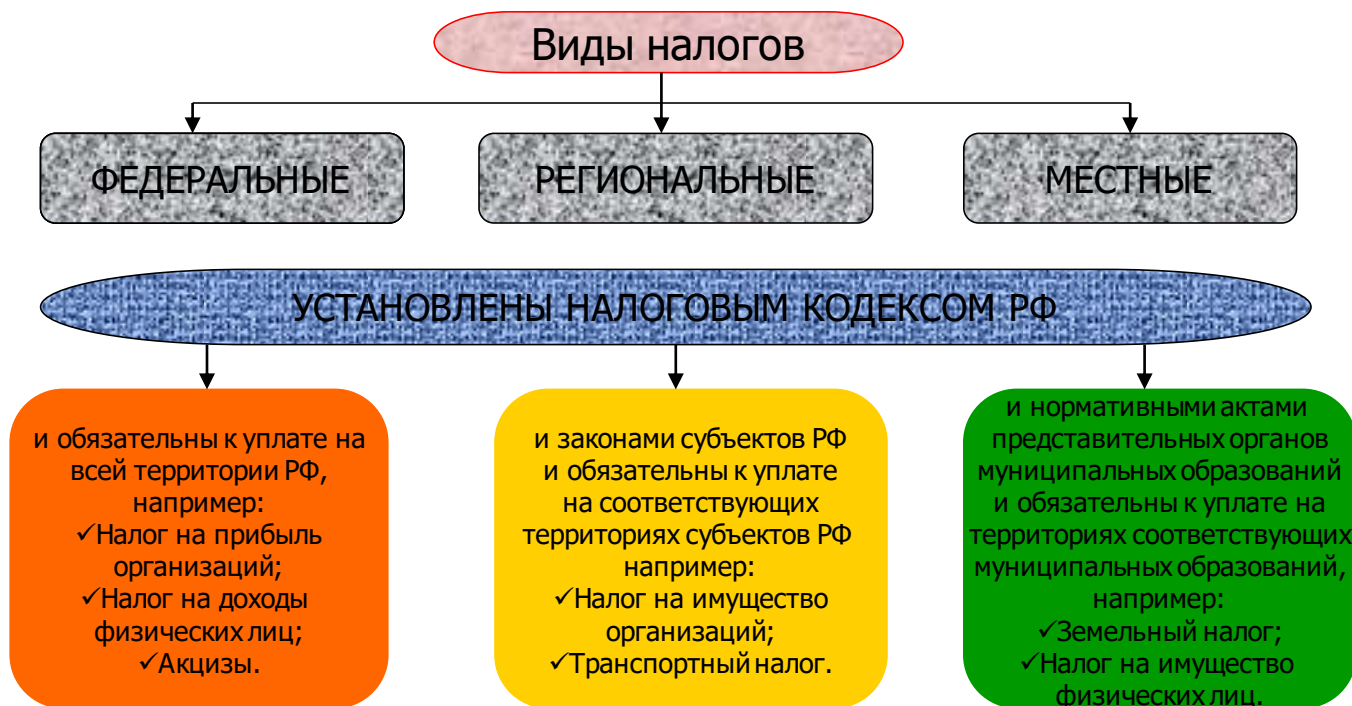 Виды налогов
ФЕДЕРАЛЬНЫЕ
РЕГИОНАЛЬНЫЕ
МЕСТНЫЕ
УСТАНОВЛЕНЫ НАЛОГОВЫМ КОДЕКСОМ РФ
и обязательны к уплате на
всей территории РФ,
например:
✓Налог на прибыль
организаций;
✓Налог на доходы
физических лиц;
✓Акцизы.
и законами субъектов РФ
и обязательны к уплате
на соответствующих
территориях субъектов РФ
например:
✓Налог на имущество
организаций;
✓Транспортный налог.
и нормативными актами
представительных органов
муниципальных образований
и обязательны к уплате на
территориях соответствующих
муниципальных образований,
например:
✓Земельный налог;
✓Налог на имущество
физических лиц.